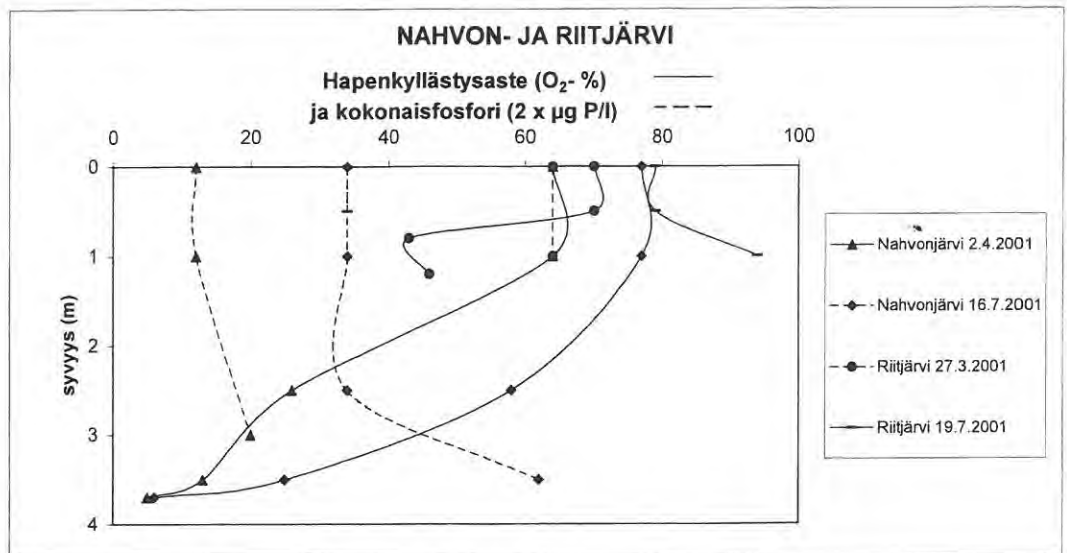 NAHVON- JA RIITJÄRVI
Hapenkyllästysaste (O₂- %)
ja kokonaisfosfori (2 x µg P/l)
0 20 40 60 80 100
0
1
2
3
4
syvyys (m)
Nahvonjärvi 2.4.2001
Nahvonjärvi 16.7.2001
Riitjärvi 27.3.2001
Riitjärvi 19.7.2001